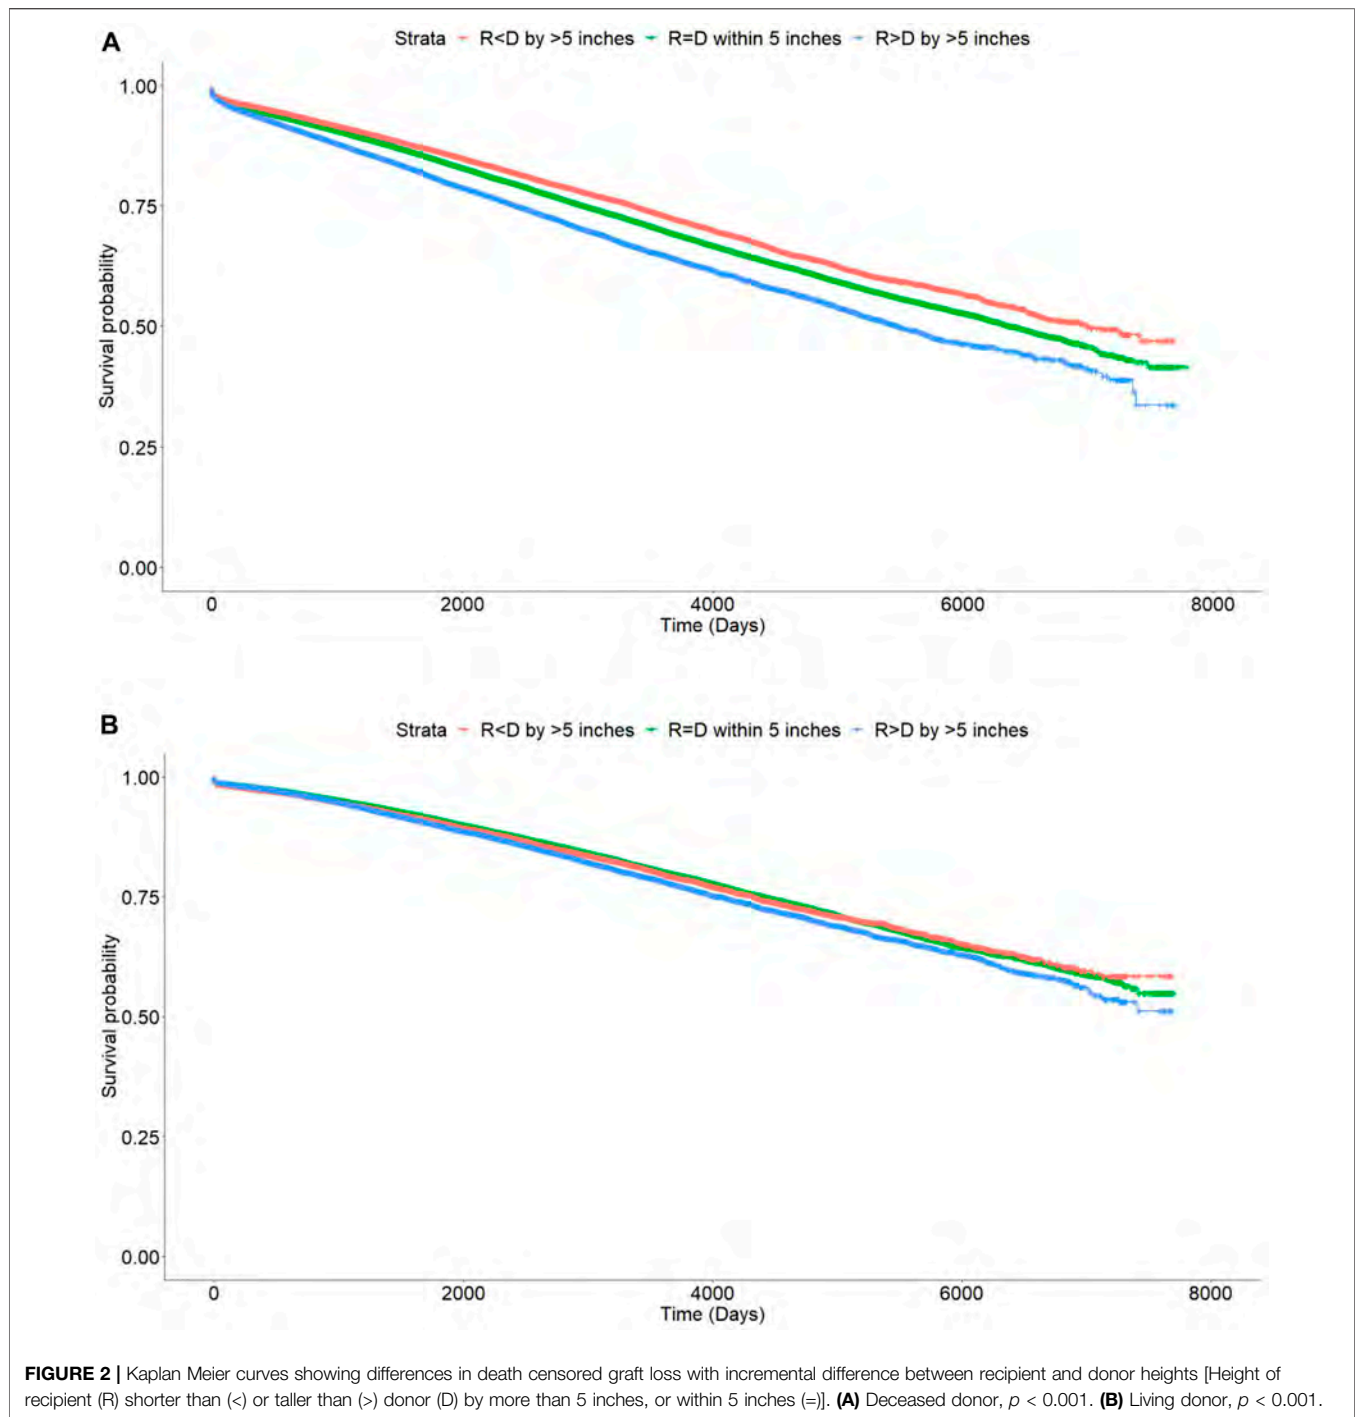 A
Strata R<D by >5 inches R=D within 5 inches R>D by >5 inches
1.00
0.75
0.50
0.25
0.00
Survival probability
0 2000 4000 6000 8000
Time (Days)
B
Strata R<D by >5 inches R=D within 5 inches R>D by >5 inches
1.00
0.75
0.50
0.25
0.00
Survival probability
0 2000 4000 6000 8000
Time (Days)
FIGURE 2 | Kaplan Meier curves showing differences in death censored graft loss with incremental difference between recipient and donor heights [Height of
recipient (R) shorter than (<) or taller than (>) donor (D) by more than 5 inches, or within 5 inches (=)]. (A) Deceased donor, p < 0.001. (B) Living donor, p < 0.001.